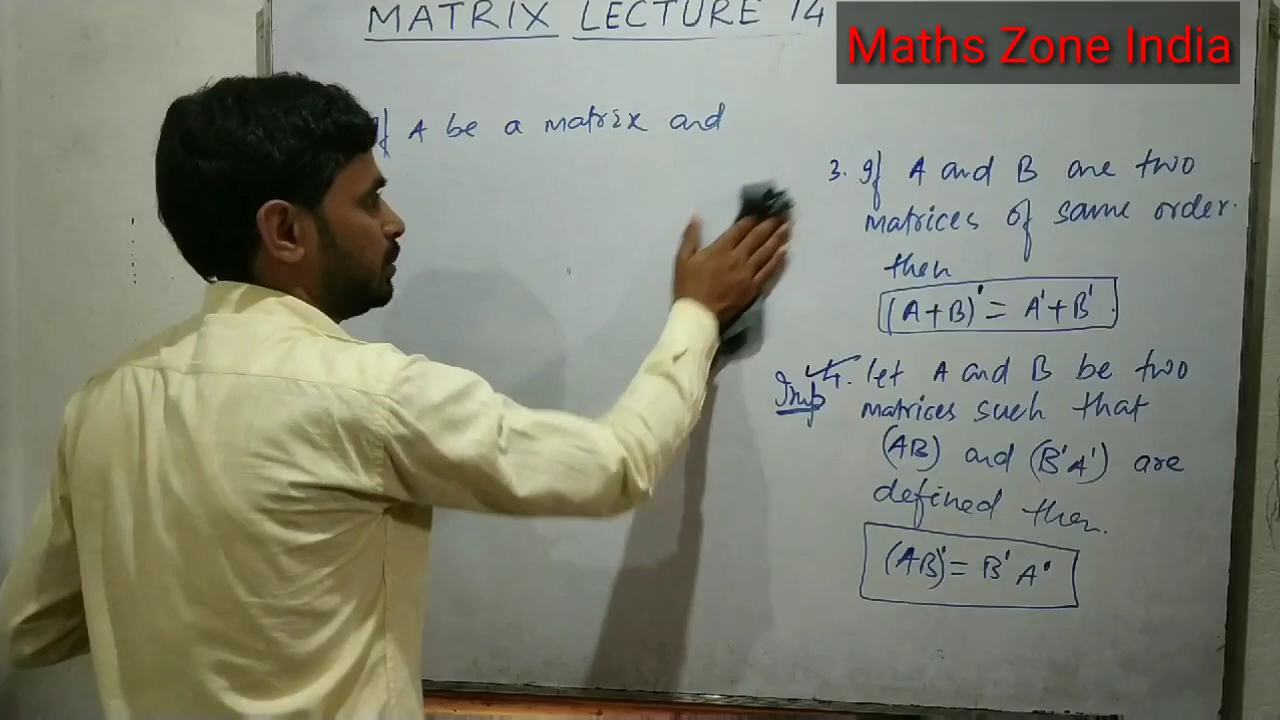 MATRIX LECTURE 14
Maths Zone India
If A be a matrix and
3. If A and B are two
matrices of same order.
then
(A+B)' = A'+B'.
Imp ✓4. let A and B be two
matrices such that
(AB) and (B'A') are
defined then.
(AB)' = B'A'